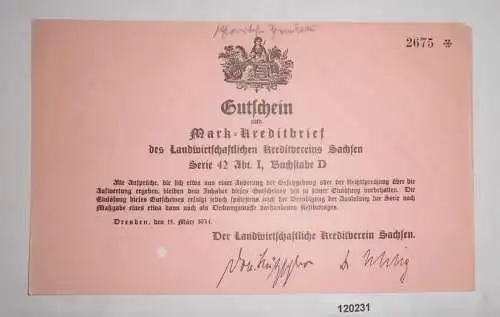 2675 ✻
Gutschein
zum
Mark-Kreditbrief
des Landwirtschaftlichen Kreditvereins Sachsen
Serie 42 Abt. I, Buchstabe D
Alle Ansprüche, die sich etwa aus einer Änderung der Gesetzgebung oder der Rechtsprechung über die
Aufwertung ergeben, bleiben dem Inhaber dieses Gutscheines bis zu seiner Einlösung vorbehalten. Die
Einlösung dieses Gutscheines erfolgt jedoch spätestens nach der Beendigung der Auslosung der Serie nach
Maßgabe eines etwa dann noch als Deckungsmasse vorhandenen Restbetrages.
Dresden, den 15. März 1934.
Der Landwirtschaftliche Kreditverein Sachsen.
120231